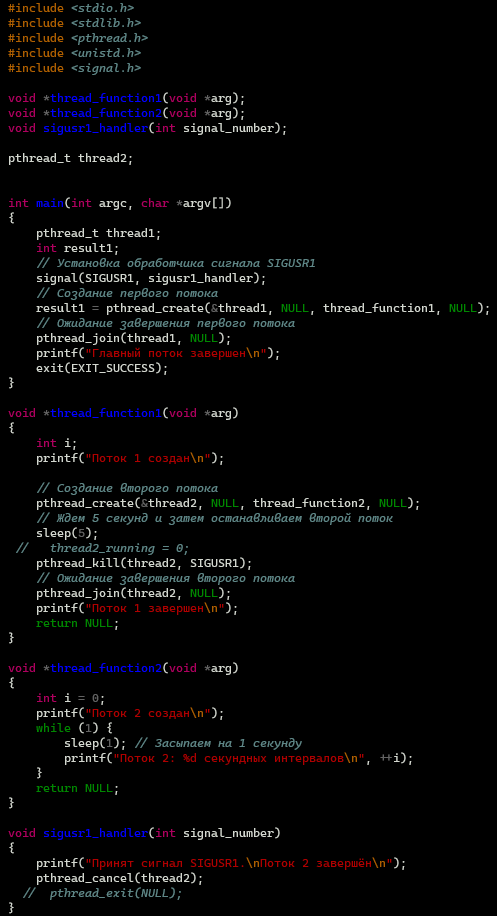 #include <stdio.h>
#include <stdlib.h>
#include <pthread.h>
#include <unistd.h>
#include <signal.h>

void *thread_function1(void *arg);
void *thread_function2(void *arg);
void sigusr1_handler(int signal_number);

pthread_t thread2;


int main(int argc, char *argv[])
{
    pthread_t thread1;
    int result1;
    // Установка обработчика сигнала SIGUSR1
    signal(SIGUSR1, sigusr1_handler);
    // Создание первого потока
    result1 = pthread_create(&thread1, NULL, thread_function1, NULL);
    // Ожидание завершения первого потока
    pthread_join(thread1, NULL);
    printf("Главный поток завершен\n");
    exit(EXIT_SUCCESS);
}

void *thread_function1(void *arg)
{
    int i;
    printf("Поток 1 создан\n");

    // Создание второго потока
    pthread_create(&thread2, NULL, thread_function2, NULL);
    // Ждем 5 секунд и затем останавливаем второй поток
    sleep(5);
 //   thread2_running = 0;
    pthread_kill(thread2, SIGUSR1);
    // Ожидание завершения второго потока
    pthread_join(thread2, NULL);
    printf("Поток 1 завершен\n");
    return NULL;
}

void *thread_function2(void *arg)
{
    int i = 0;
    printf("Поток 2 создан\n");
    while (1) {
        sleep(1); // Засыпаем на 1 секунду
        printf("Поток 2: %d секундных интервалов\n", ++i);
    }
    return NULL;
}

void sigusr1_handler(int signal_number)
{
    printf("Принят сигнал SIGUSR1.\nПоток 2 завершён\n");
    pthread_cancel(thread2);
  //  pthread_exit(NULL);
}